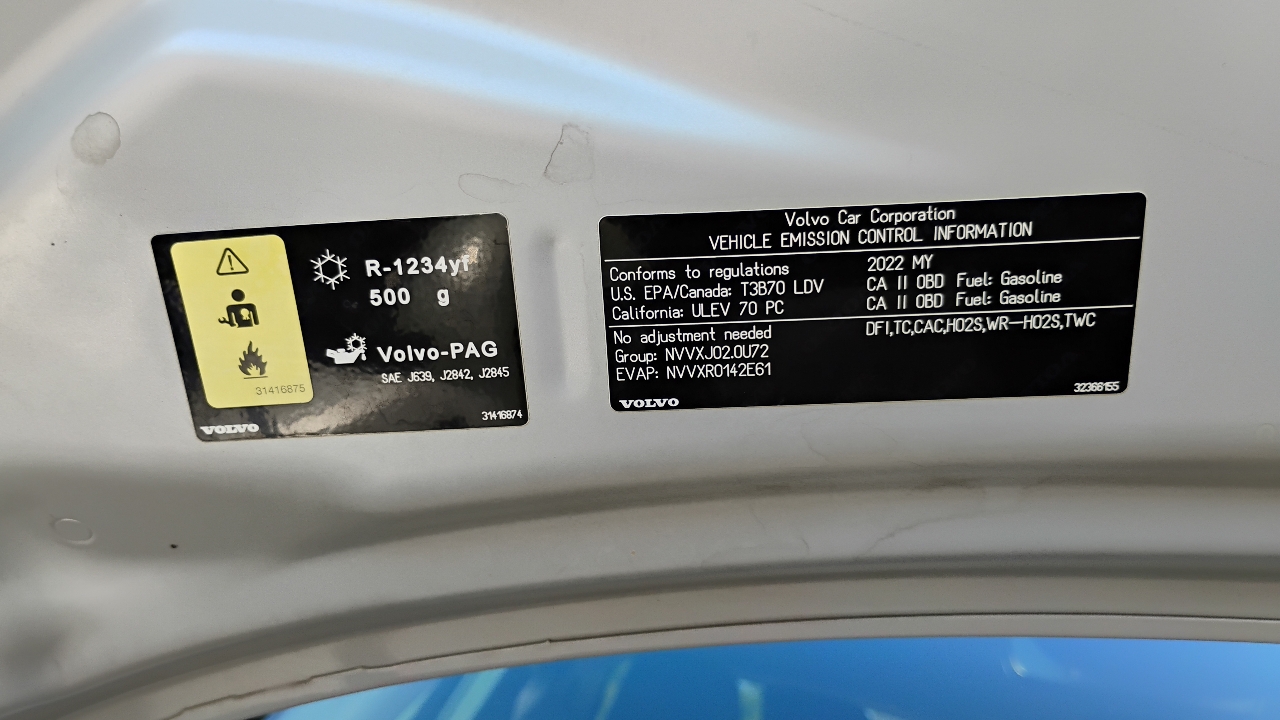 R-1234yf
500 g
Volvo-PAG
SAE J639, J2842, J2845
31416875
VOLVO
31416874
Volvo Car Corporation
VEHICLE EMISSION CONTROL INFORMATION
Conforms to regulations 2022 MY
U.S. EPA/Canada: T3B70 LDV CA II OBD Fuel: Gasoline
California: ULEV 70 PC CA II OBD Fuel: Gasoline
No adjustment needed DFI,TC,CAC,HO2S,WR-HO2S,TWC
Group: NVVXJ02.0U72
EVAP: NVVXR0142E61
VOLVO 32366155